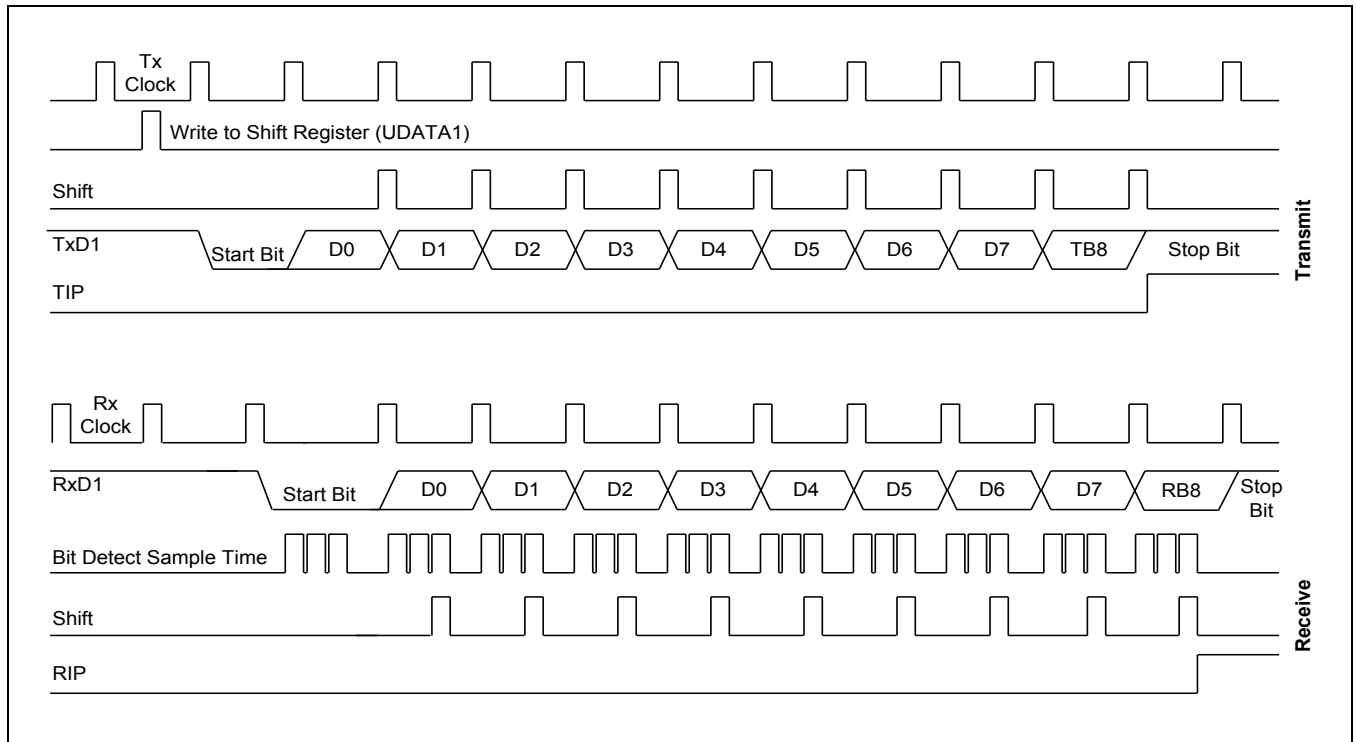 Tx
Clock
Write to Shift Register (UDATA1)
Shift
TxD1
Start Bit
D0
D1
D2
D3
D4
D5
D6
D7
TB8
Stop Bit
TIP
Transmit
Rx
Clock
RxD1
Start Bit
D0
D1
D2
D3
D4
D5
D6
D7
RB8
Stop
Bit
Bit Detect Sample Time
Shift
RIP
Receive